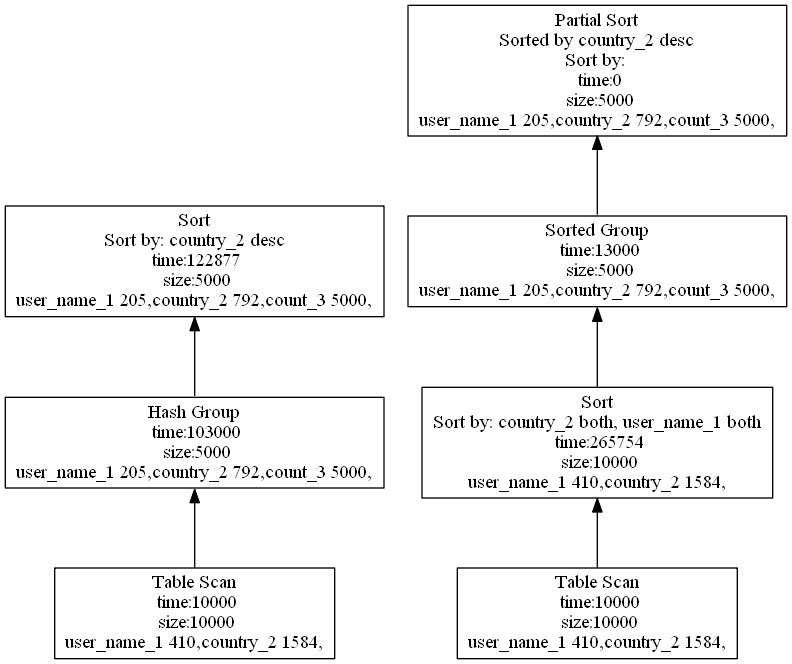 Partial Sort
Sorted by country_2 desc
Sort by:
time:0
size:5000
user_name_1 205,country_2 792,count_3 5000,
Sort
Sort by: country_2 desc
time:122877
size:5000
user_name_1 205,country_2 792,count_3 5000,
Sorted Group
time:13000
size:5000
user_name_1 205,country_2 792,count_3 5000,
Hash Group
time:103000
size:5000
user_name_1 205,country_2 792,count_3 5000,
Sort
Sort by: country_2 both, user_name_1 both
time:265754
size:10000
user_name_1 410,country_2 1584,
Table Scan
time:10000
size:10000
user_name_1 410,country_2 1584,
Table Scan
time:10000
size:10000
user_name_1 410,country_2 1584,